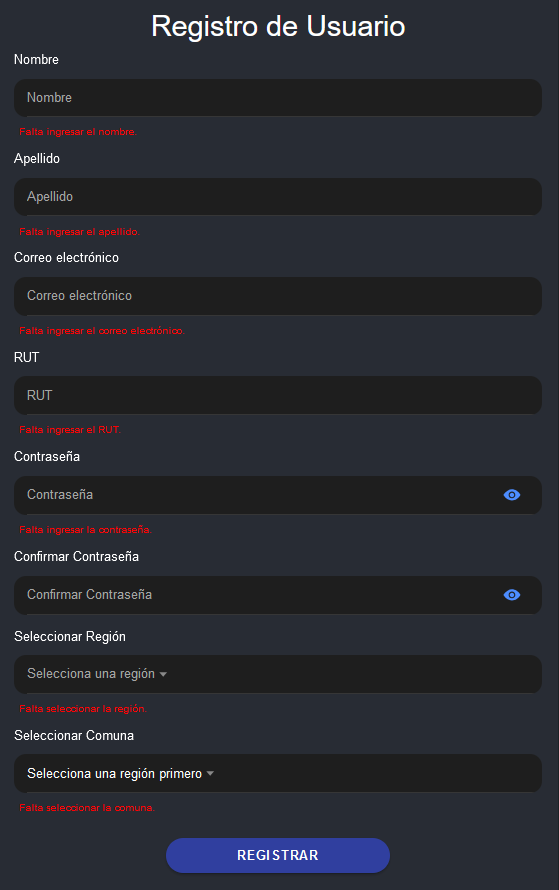 Registro de Usuario
Nombre
Nombre
Falta ingresar el nombre.
Apellido
Apellido
Falta ingresar el apellido.
Correo electrónico
Correo electrónico
Falta ingresar el correo electrónico.
RUT
RUT
Falta ingresar el RUT.
Contraseña
Contraseña
Falta ingresar la contraseña.
Confirmar Contraseña
Confirmar Contraseña
Seleccionar Región
Selecciona una región
Falta seleccionar la región.
Seleccionar Comuna
Selecciona una región primero
Falta seleccionar la comuna.
REGISTRAR